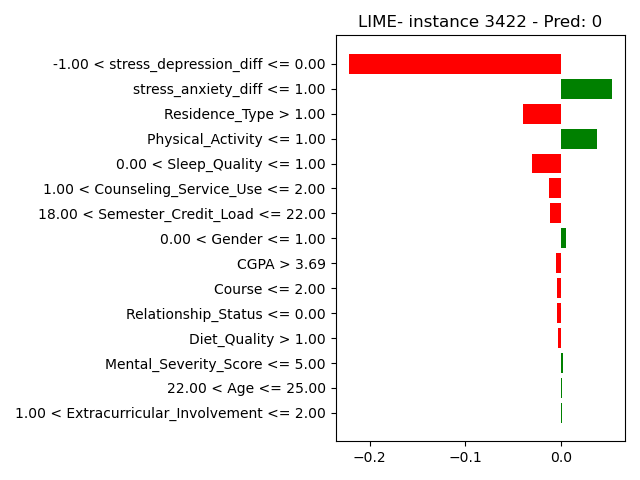 LIME- instance 3422 - Pred: 0
-1.00 < stress_depression_diff <= 0.00
stress_anxiety_diff <= 1.00
Residence_Type > 1.00
Physical_Activity <= 1.00
0.00 < Sleep_Quality <= 1.00
1.00 < Counseling_Service_Use <= 2.00
18.00 < Semester_Credit_Load <= 22.00
0.00 < Gender <= 1.00
CGPA > 3.69
Course <= 2.00
Relationship_Status <= 0.00
Diet_Quality > 1.00
Mental_Severity_Score <= 5.00
22.00 < Age <= 25.00
1.00 < Extracurricular_Involvement <= 2.00
−0.2 −0.1 0.0